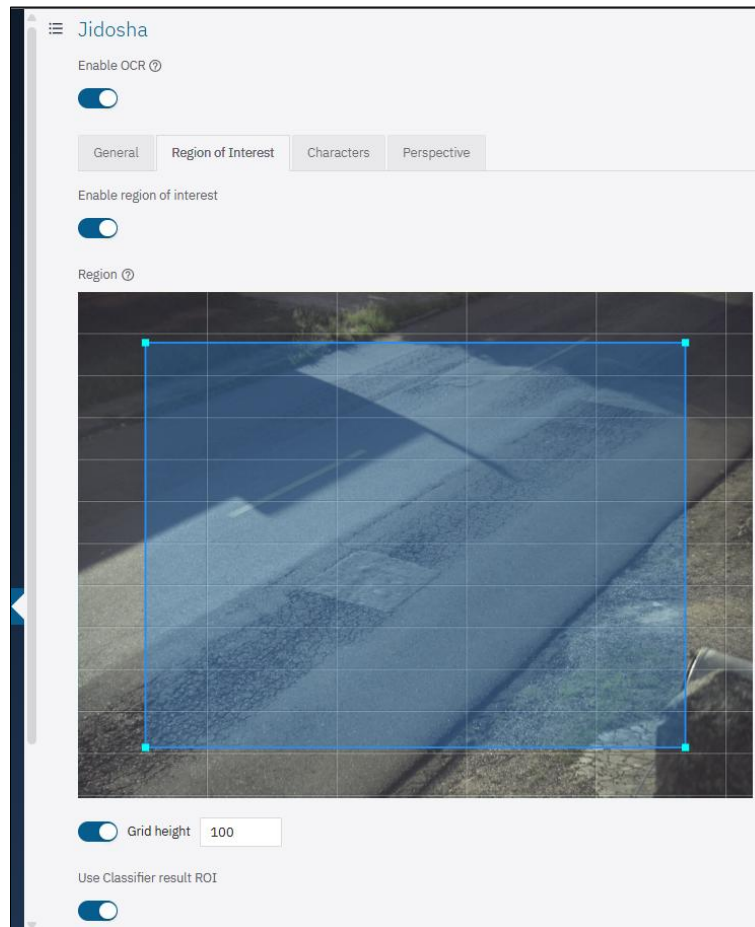 Jidosha
Enable OCR
General Region of Interest Characters Perspective
Enable region of interest
Region
Grid height 100
Use Classifier result ROI